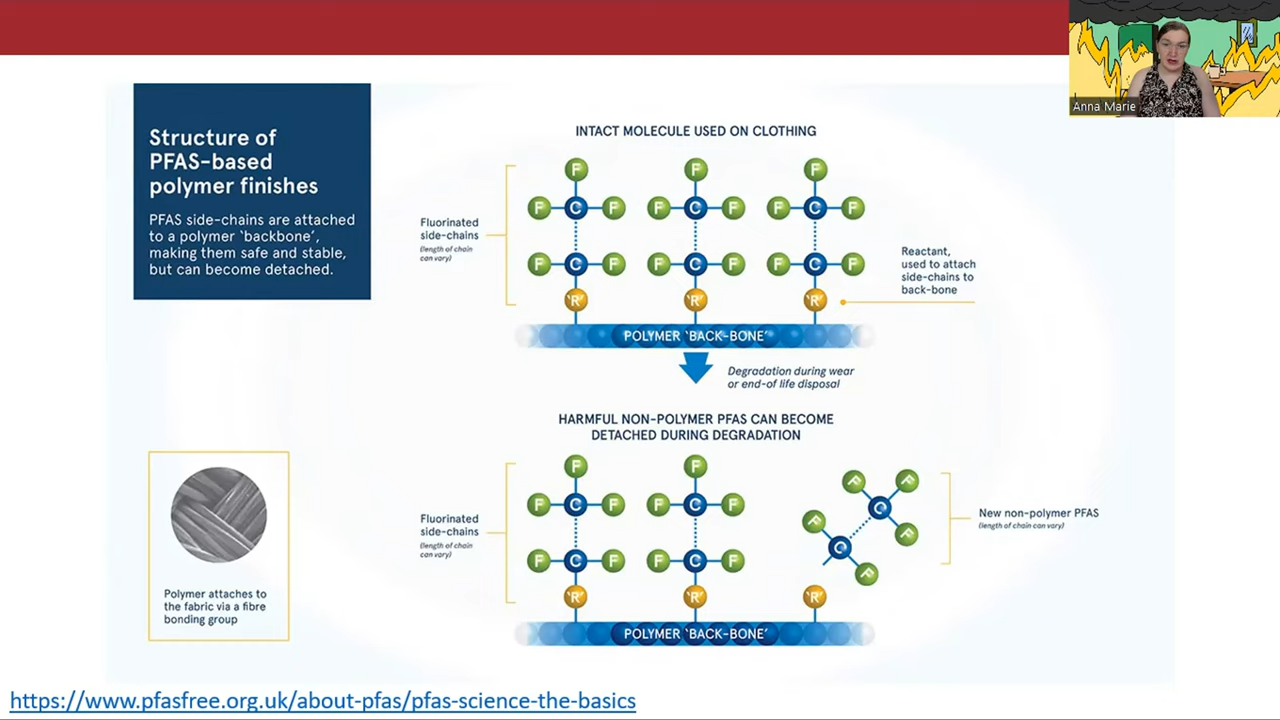 Anna Marie
Structure of
PFAS-based
polymer finishes
PFAS side-chains are attached
to a polymer 'backbone',
making them safe and stable,
but can become detached.
INTACT MOLECULE USED ON CLOTHING
F F F
F C F F C F F C F
F C F F C F F C F
'R' 'R' 'R'
Fluorinated
side-chains
(length of chain
can vary)
Reactant,
used to attach
side-chains to
back-bone
POLYMER 'BACK-BONE'
Degradation during wear
or end-of life disposal
HARMFUL NON-POLYMER PFAS CAN BECOME
DETACHED DURING DEGRADATION
Fluorinated
side-chains
(length of chain
can vary)
F F
F C F F C F
F C F F C F
'R' 'R' 'R'
F F
C
F F
C
F
New non-polymer PFAS
(length of chain can vary)
POLYMER 'BACK-BONE'
Polymer attaches to
the fabric via a fibre
bonding group
https://www.pfasfree.org.uk/about-pfas/pfas-science-the-basics